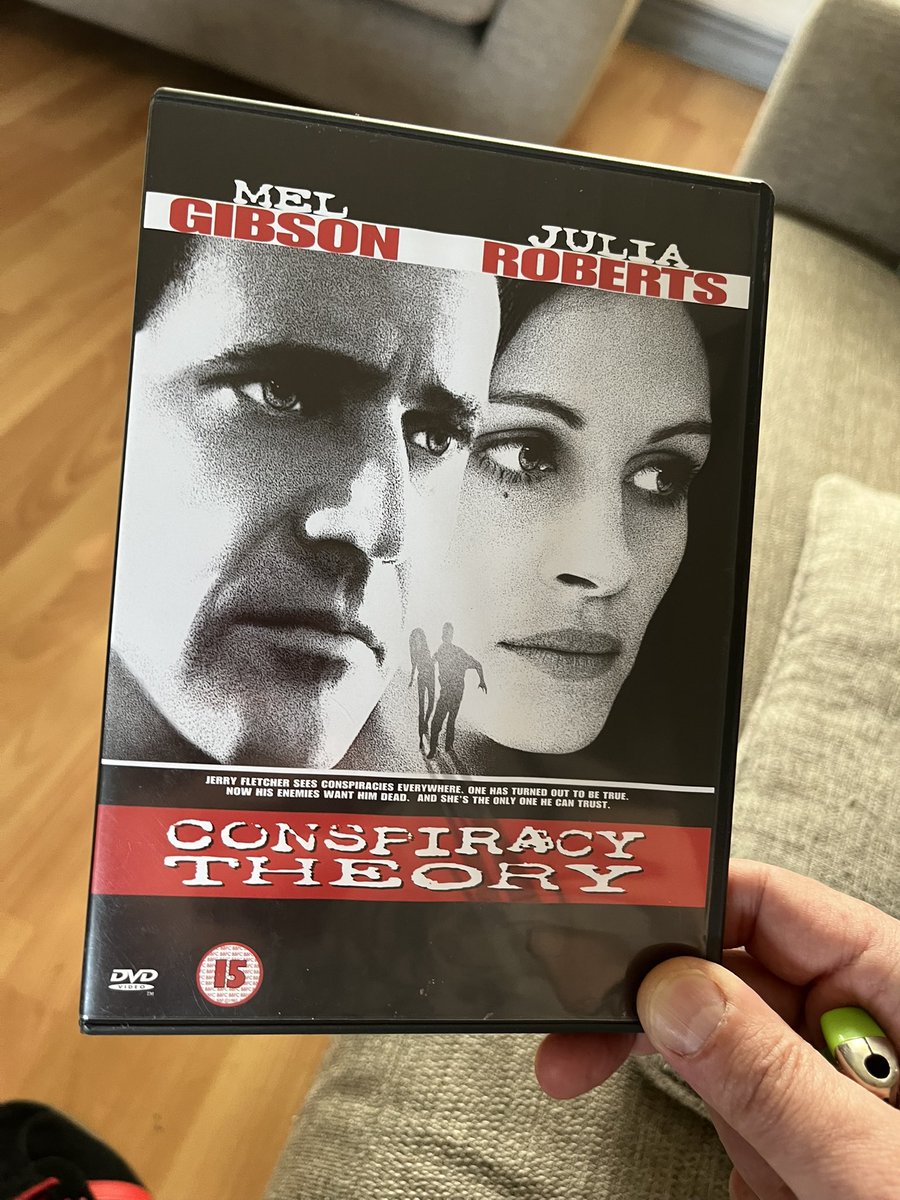 MEL
GIBSON
JULIA
ROBERTS
JERRY FLETCHER SEES CONSPIRACIES EVERYWHERE. ONE HAS TURNED OUT TO BE TRUE.
NOW HIS ENEMIES WANT HIM DEAD. AND SHE'S THE ONLY ONE HE CAN TRUST.
CONSPIRACY
THEORY
DVD
VIDEO
TM
15